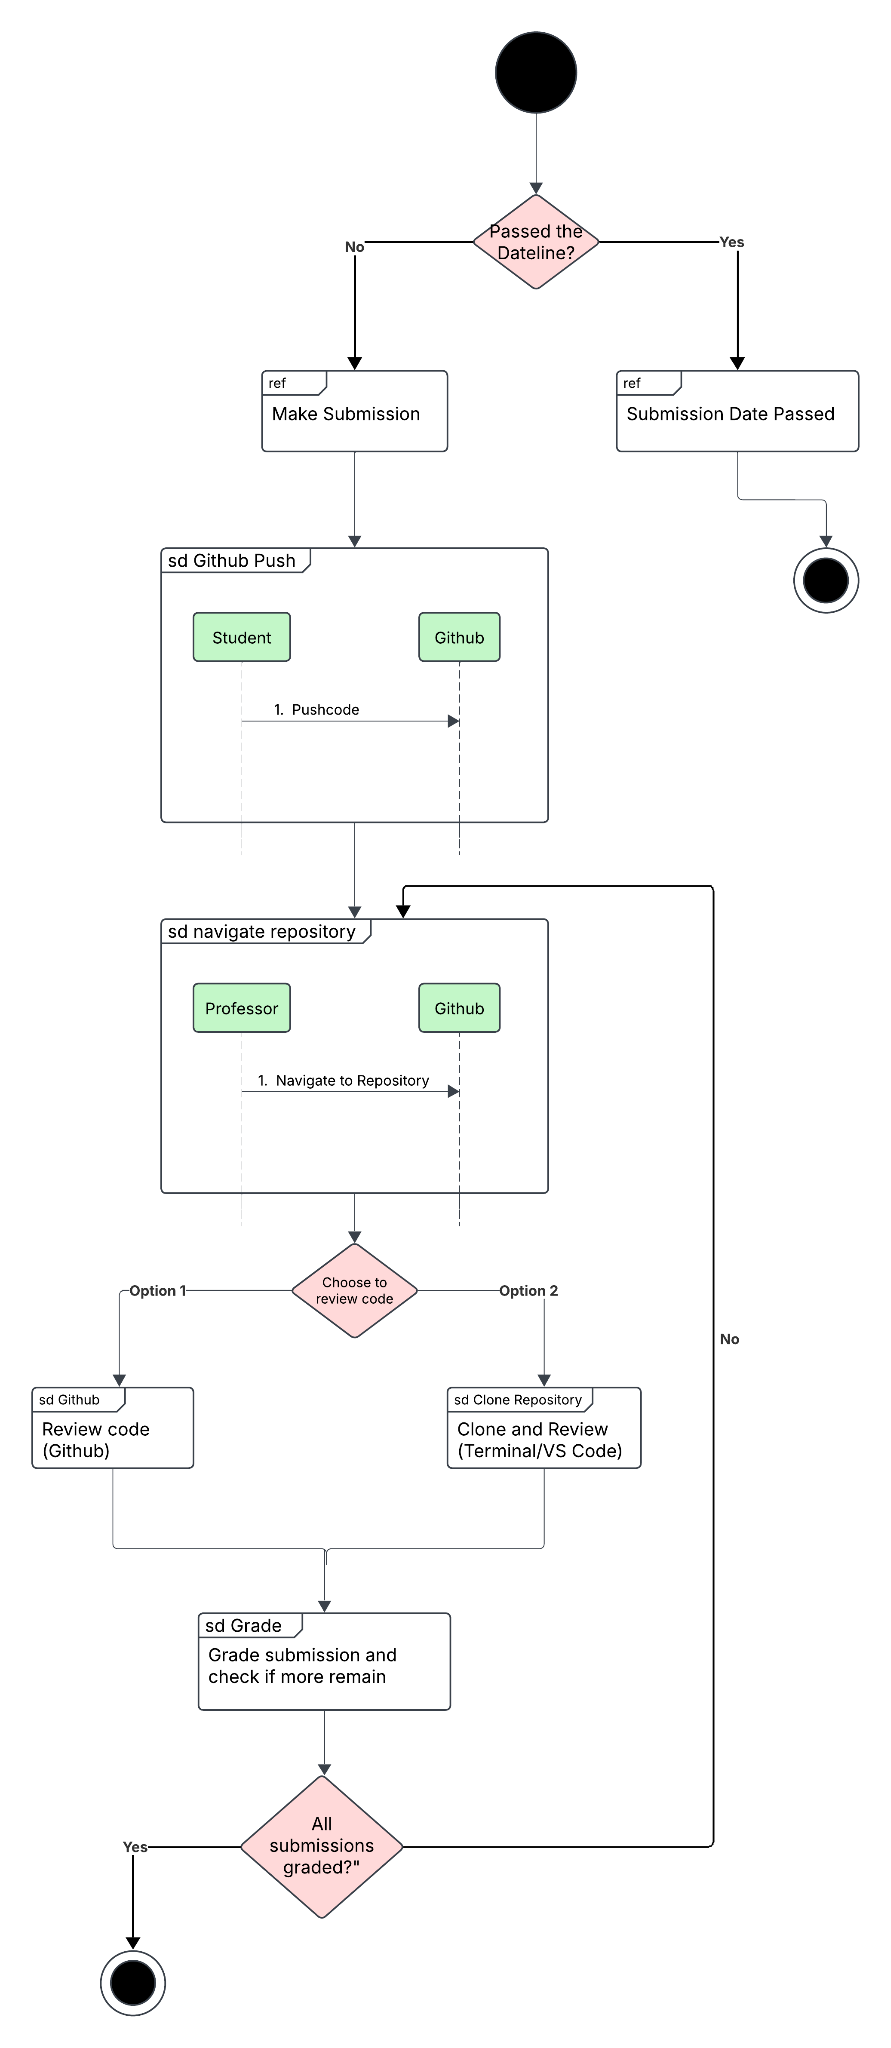 Passed the
Dateline?
No
Yes
ref
Make Submission
ref
Submission Date Passed
sd Github Push
Student
Github
1. Pushcode
sd navigate repository
Professor
Github
1. Navigate to Repository
Choose to
review code
Option 1
Option 2
No
sd Github
Review code
(Github)
sd Clone Repository
Clone and Review
(Terminal/VS Code)
sd Grade
Grade submission and
check if more remain
All
submissions
graded?"
Yes